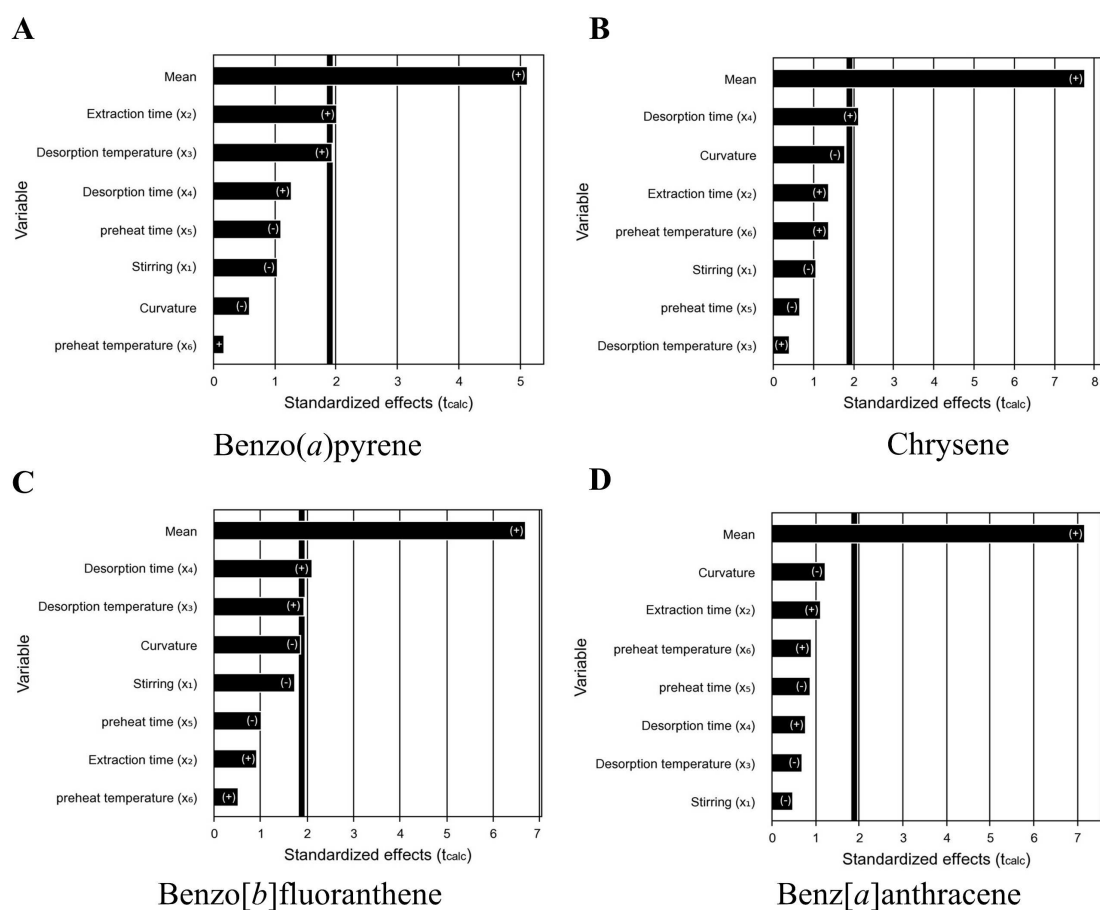 A
Variable
Mean (+)
Extraction time (x₂) (+)
Desorption temperature (x₃) (+)
Desorption time (x₄) (+)
preheat time (x₅) (-)
Stirring (x₁) (-)
Curvature (-)
preheat temperature (x₆) +
0 1 2 3 4 5
Standardized effects (tcalc)
Benzo(a)pyrene
B
Variable
Mean (+)
Desorption time (x₄) (+)
Curvature (-)
Extraction time (x₂) (+)
preheat temperature (x₆) (+)
Stirring (x₁) (-)
preheat time (x₅) (-)
Desorption temperature (x₃) (+)
0 1 2 3 4 5 6 7 8
Standardized effects (tcalc)
Chrysene
C
Variable
Mean (+)
Desorption time (x₄) (+)
Desorption temperature (x₃) (+)
Curvature (-)
Stirring (x₁) (-)
preheat time (x₅) (-)
Extraction time (x₂) (+)
preheat temperature (x₆) (+)
0 1 2 3 4 5 6 7
Standardized effects (tcalc)
Benzo[b]fluoranthene
D
Variable
Mean (+)
Curvature (-)
Extraction time (x₂) (+)
preheat temperature (x₆) (+)
preheat time (x₅) (-)
Desorption time (x₄) (+)
Desorption temperature (x₃) (-)
Stirring (x₁) (-)
0 1 2 3 4 5 6 7
Standardized effects (tcalc)
Benz[a]anthracene